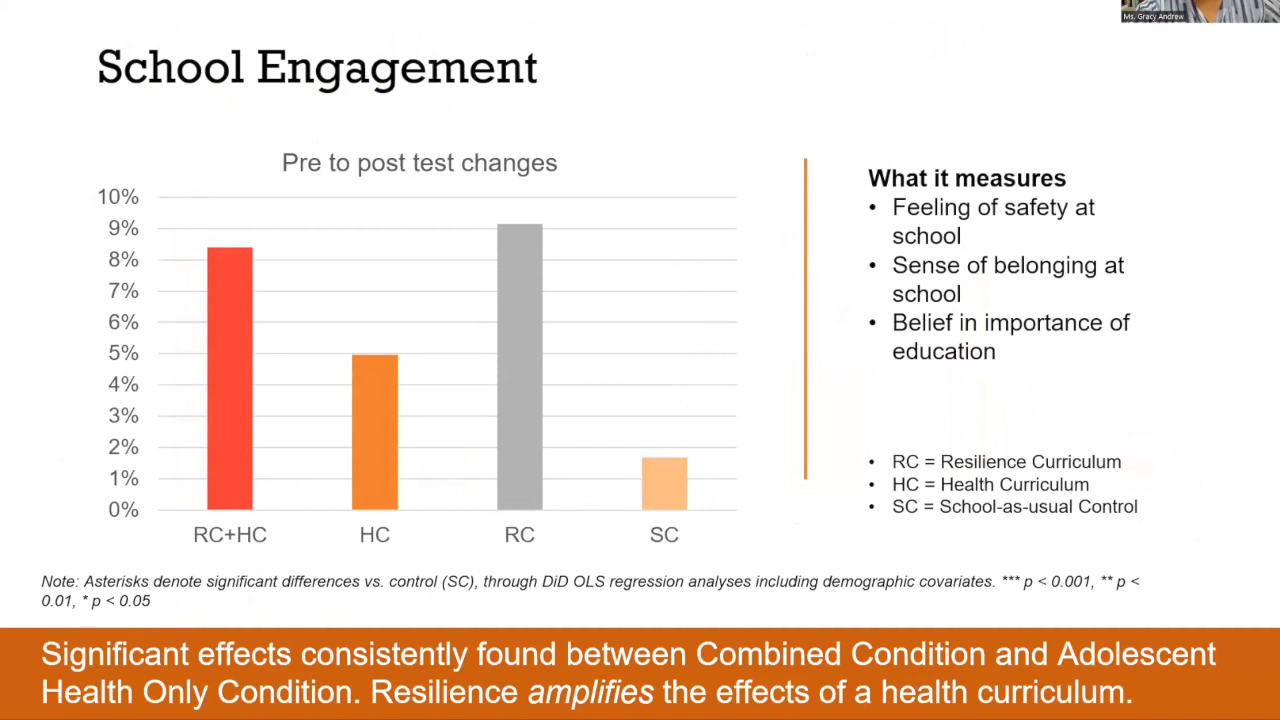 Ms. Gracy Andrew
School Engagement
Pre to post test changes
10%
9%
8%
7%
6%
5%
4%
3%
2%
1%
0%
RC+HC HC RC SC
What it measures
• Feeling of safety at
school
• Sense of belonging at
school
• Belief in importance of
education
• RC = Resilience Curriculum
• HC = Health Curriculum
• SC = School-as-usual Control
Note: Asterisks denote significant differences vs. control (SC), through DiD OLS regression analyses including demographic covariates. *** p < 0.001, ** p <
0.01, * p < 0.05
Significant effects consistently found between Combined Condition and Adolescent
Health Only Condition. Resilience amplifies the effects of a health curriculum.